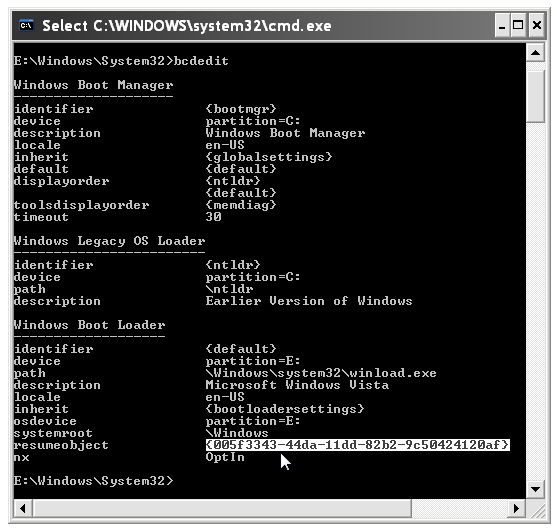 Select C:\WINDOWS\system32\cmd.exe
E:\Windows\System32>bcdedit
Windows Boot Manager
--------------------
identifier {bootmgr}
device partition=C:
description Windows Boot Manager
locale en-US
inherit {globalsettings}
default {default}
displayorder {ntldr}
{default}
toolsdisplayorder {memdiag}
timeout 30
Windows Legacy OS Loader
------------------------
identifier {ntldr}
device partition=C:
path \ntldr
description Earlier Version of Windows
Windows Boot Loader
-------------------
identifier {default}
device partition=E:
path \Windows\system32\winload.exe
description Microsoft Windows Vista
locale en-US
inherit {bootloadersettings}
osdevice partition=E:
systemroot \Windows
resumeobject {005f3343-44da-11dd-82b2-9c50424120af}
nx OptIn
E:\Windows\System32>